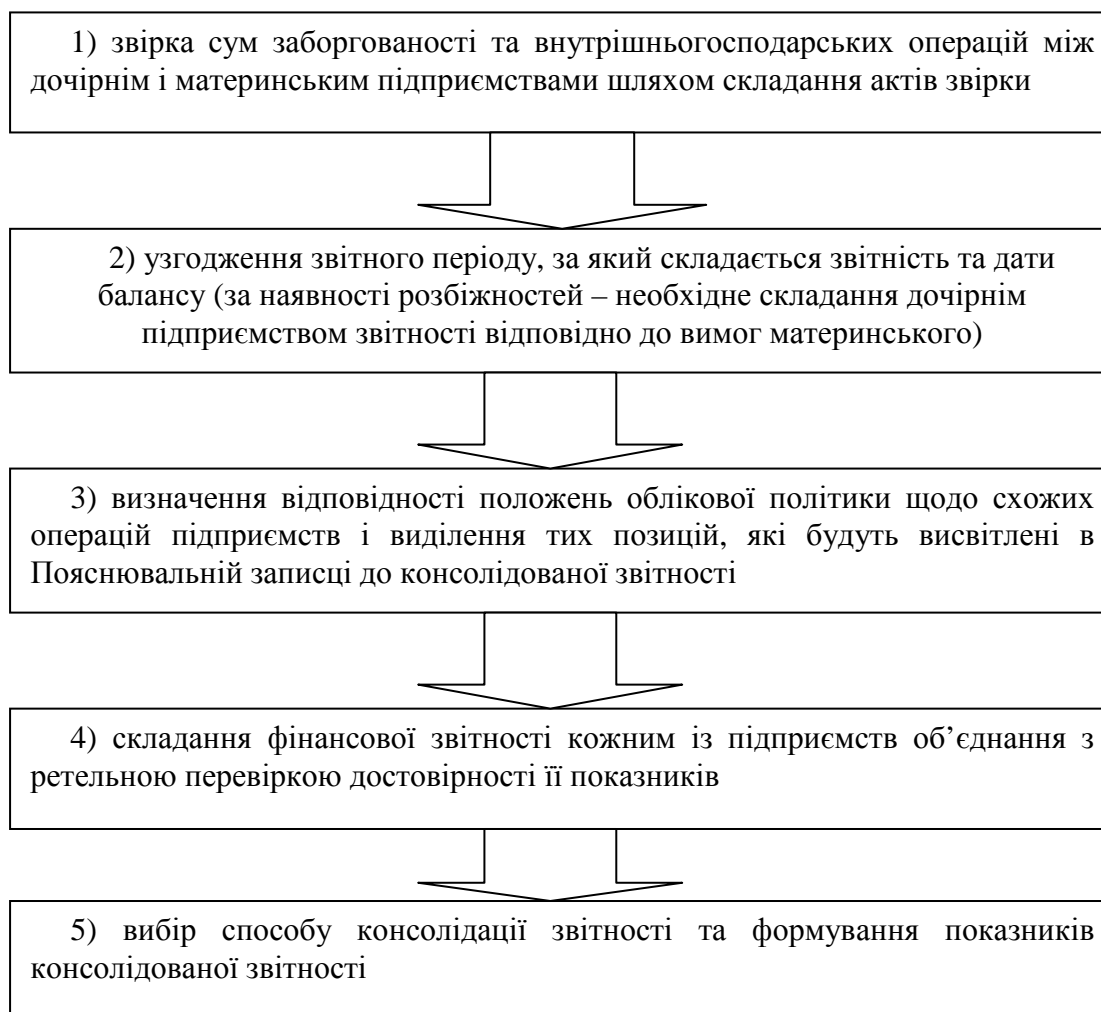 1) звірка сум заборгованості та внутрішньогосподарських операцій між
дочірнім і материнським підприємствами шляхом складання актів звірки
2) узгодження звітного періоду, за який складається звітність та дати
балансу (за наявності розбіжностей – необхідне складання дочірнім
підприємством звітності відповідно до вимог материнського)
3) визначення відповідності положень облікової політики щодо схожих
операцій підприємств і виділення тих позицій, які будуть висвітлені в
Пояснювальній записці до консолідованої звітності
4) складання фінансової звітності кожним із підприємств об’єднання з
ретельною перевіркою достовірності її показників
5) вибір способу консолідації звітності та формування показників
консолідованої звітності